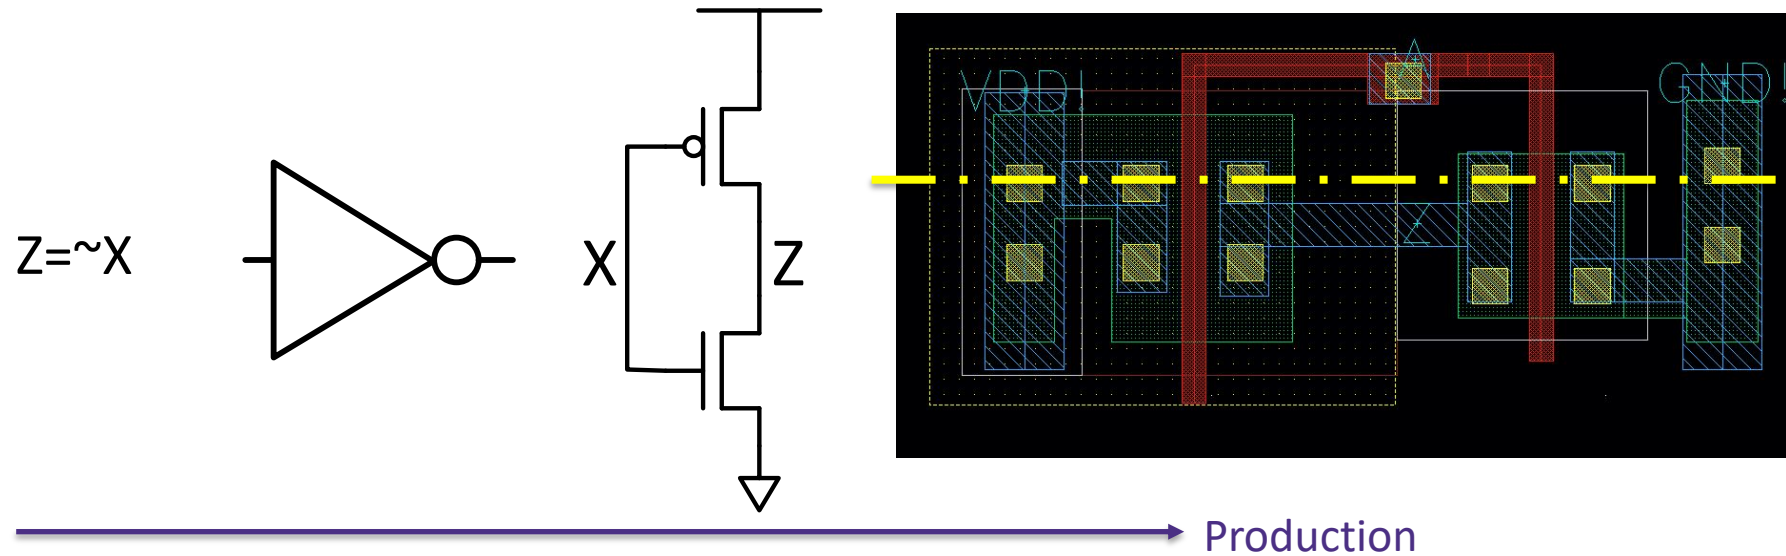 Z=~X
X
Z
VDD!
A
GND!
Z
Production